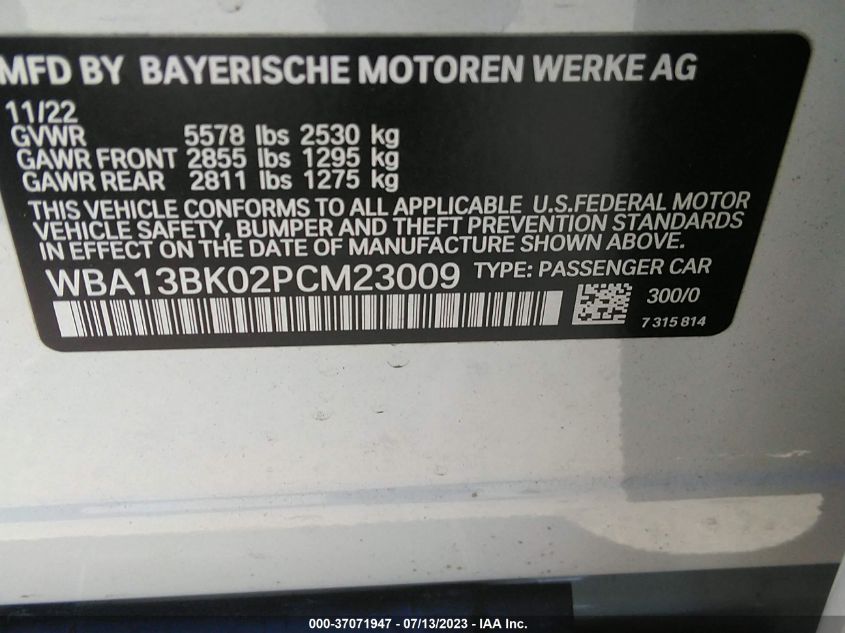 MFD BY BAYERISCHE MOTOREN WERKE AG
11/22
GVWR 5578 lbs 2530 kg
GAWR FRONT 2855 lbs 1295 kg
GAWR REAR 2811 lbs 1275 kg
THIS VEHICLE CONFORMS TO ALL APPLICABLE U.S.FEDERAL MOTOR
VEHICLE SAFETY, BUMPER AND THEFT PREVENTION STANDARDS
IN EFFECT ON THE DATE OF MANUFACTURE SHOWN ABOVE.
WBA13BK02PCM23009 TYPE: PASSENGER CAR
300/0
7 315 814
000-37071947 - 07/13/2023 - IAA Inc.